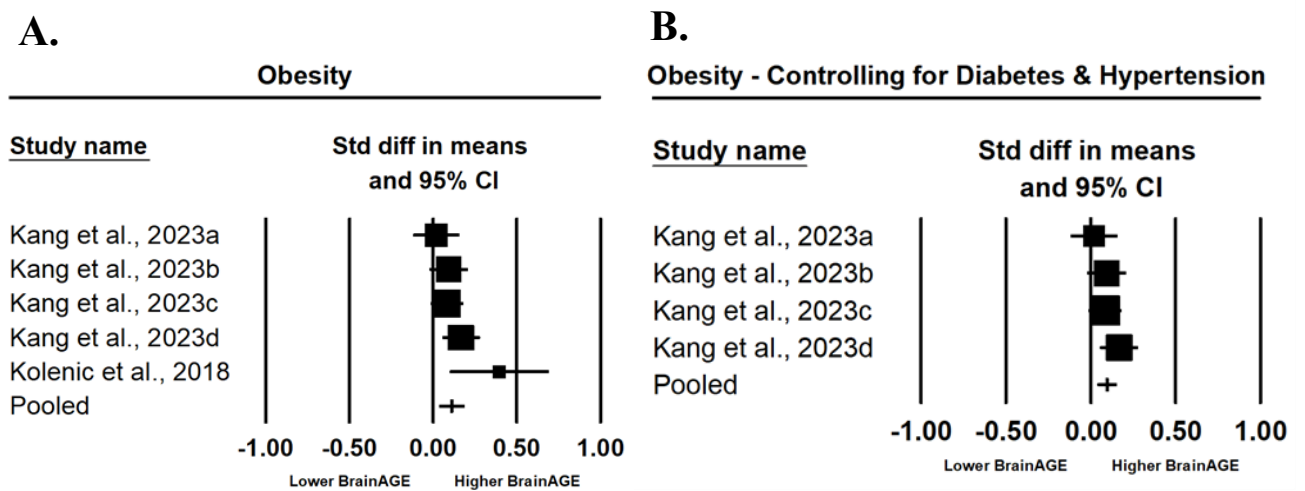 A.
Obesity
Study name
Std diff in means
and 95% CI
Kang et al., 2023a
Kang et al., 2023b
Kang et al., 2023c
Kang et al., 2023d
Kolenic et al., 2018
Pooled
-1.00 -0.50 0.00 0.50 1.00
Lower BrainAGE Higher BrainAGE
B.
Obesity - Controlling for Diabetes & Hypertension
Study name
Std diff in means
and 95% CI
Kang et al., 2023a
Kang et al., 2023b
Kang et al., 2023c
Kang et al., 2023d
Pooled
-1.00 -0.50 0.00 0.50 1.00
Lower BrainAGE Higher BrainAGE